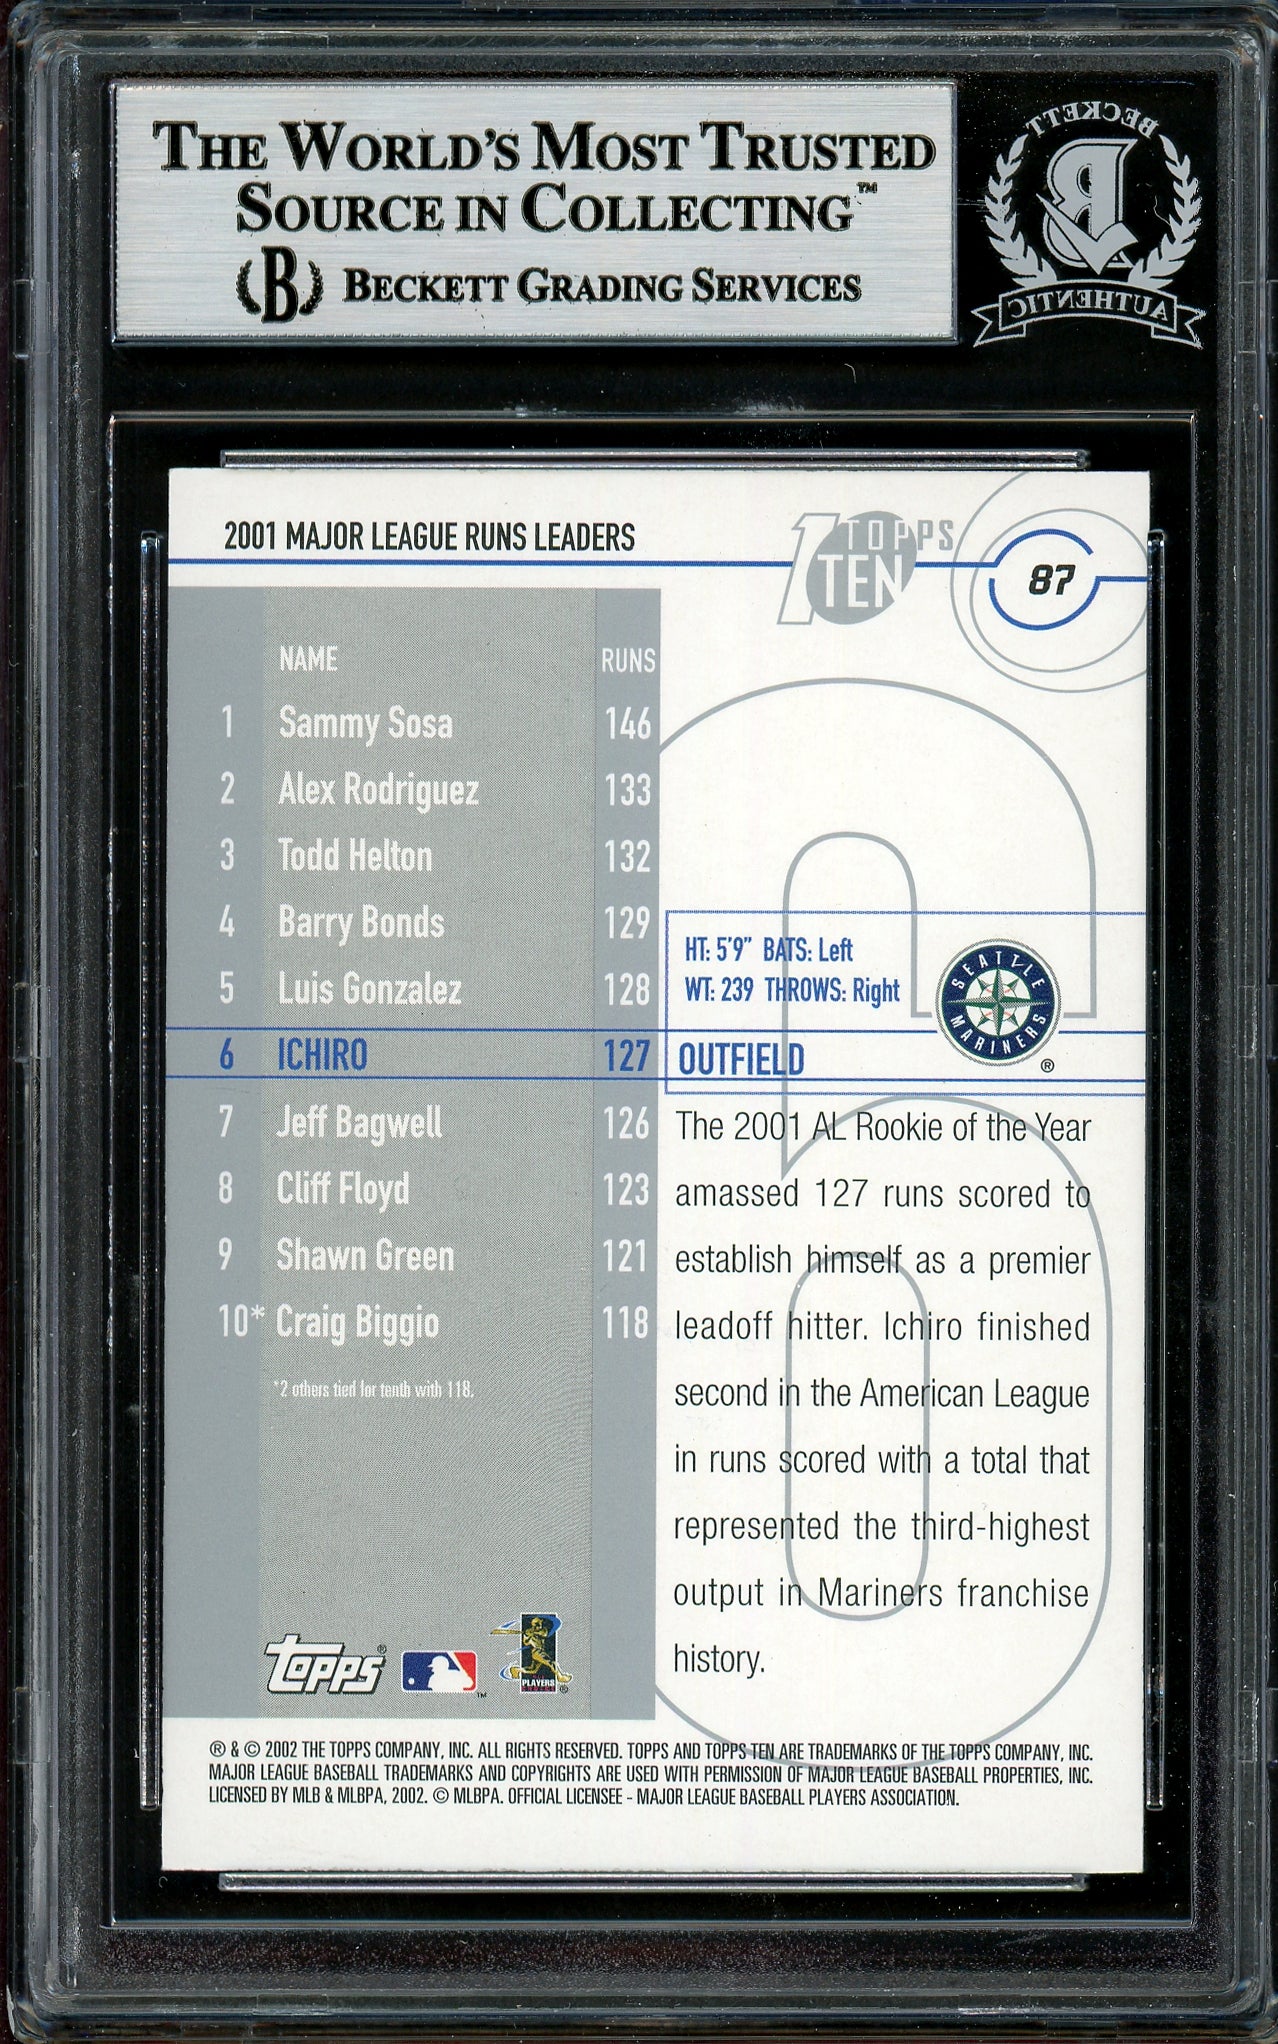 THE WORLD'S MOST TRUSTED
SOURCE IN COLLECTING™
B BECKETT GRADING SERVICES
BECKETT
B
AUTHENTIC
2001 MAJOR LEAGUE RUNS LEADERS
1 TOPPS
TEN
87
NAME RUNS
1 Sammy Sosa 146
2 Alex Rodriguez 133
3 Todd Helton 132
4 Barry Bonds 129
5 Luis Gonzalez 128
6 ICHIRO 127
7 Jeff Bagwell 126
8 Cliff Floyd 123
9 Shawn Green 121
10* Craig Biggio 118
*2 others tied for tenth with 118.
HT: 5'9" BATS: Left
WT: 239 THROWS: Right
SEATTLE
MARINERS
®
OUTFIELD
The 2001 AL Rookie of the Year
amassed 127 runs scored to
establish himself as a premier
leadoff hitter. Ichiro finished
second in the American League
in runs scored with a total that
represented the third-highest
output in Mariners franchise
history.
Topps®
™
PLAYERS
®
® & © 2002 THE TOPPS COMPANY, INC. ALL RIGHTS RESERVED. TOPPS AND TOPPS TEN ARE TRADEMARKS OF THE TOPPS COMPANY, INC.
MAJOR LEAGUE BASEBALL TRADEMARKS AND COPYRIGHTS ARE USED WITH PERMISSION OF MAJOR LEAGUE BASEBALL PROPERTIES, INC.
LICENSED BY MLB & MLBPA, 2002. © MLBPA. OFFICIAL LICENSEE - MAJOR LEAGUE BASEBALL PLAYERS ASSOCIATION.